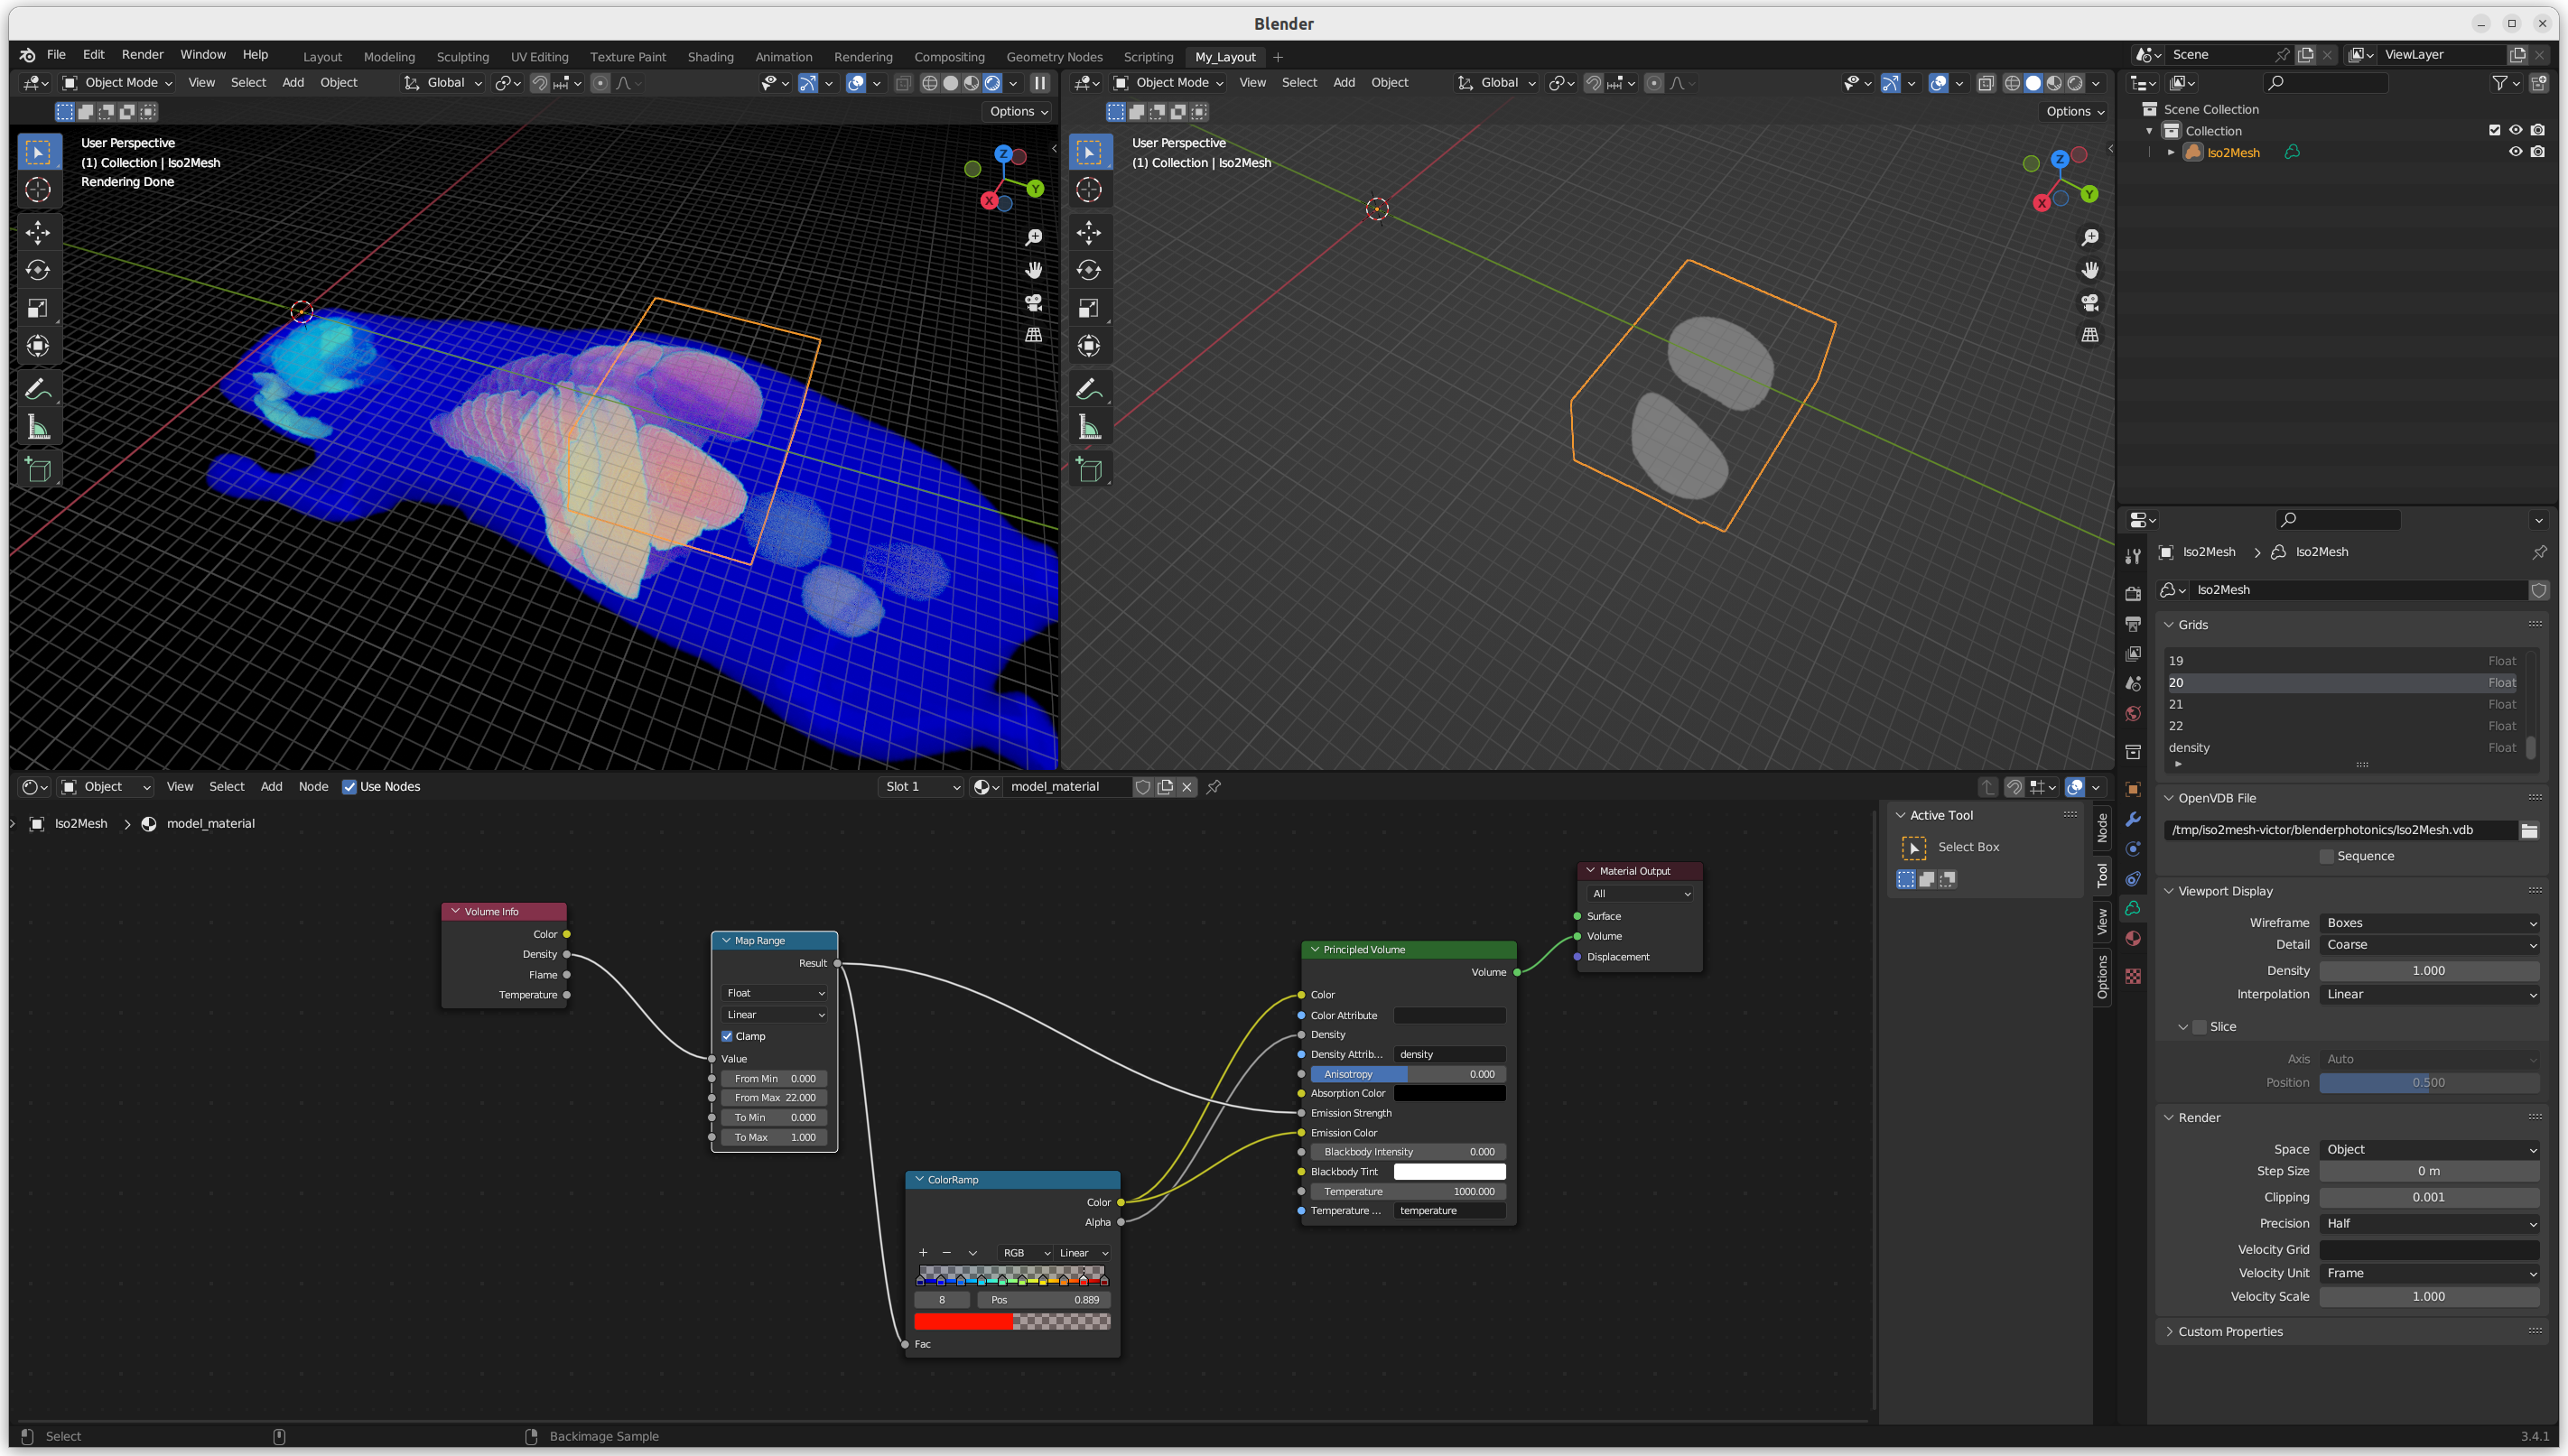 Blender
File Edit Render Window Help Layout Modeling Sculpting UV Editing Texture Paint Shading Animation Rendering Compositing Geometry Nodes Scripting My_Layout + Scene ViewLayer
Object Mode View Select Add Object Global
Object Mode View Select Add Object Global
Options
Options
User Perspective
(1) Collection | Iso2Mesh
Rendering Done
Z
Y
X
User Perspective
(1) Collection | Iso2Mesh
Z
Y
X
Scene Collection
Collection
Iso2Mesh
Iso2Mesh > Iso2Mesh
Iso2Mesh
Grids
19 Float
20 Float
21 Float
22 Float
density Float
OpenVDB File
/tmp/iso2mesh-victor/blenderphotonics/Iso2Mesh.vdb
Sequence
Viewport Display
Wireframe Boxes
Detail Coarse
Density 1.000
Interpolation Linear
Slice
Axis Auto
Position 0.500
Render
Space Object
Step Size 0 m
Clipping 0.001
Precision Half
Velocity Grid
Velocity Unit Frame
Velocity Scale 1.000
Custom Properties
Object View Select Add Node Use Nodes Slot 1 model_material
Iso2Mesh > model_material
Active Tool
Select Box
Node
Tool
View
Options
Volume Info
Color
Density
Flame
Temperature
Map Range
Result
Float
Linear
Clamp
Value
From Min 0.000
From Max 22.000
To Min 0.000
To Max 1.000
ColorRamp
Color
Alpha
+ − RGB Linear
8 Pos 0.889
Fac
Principled Volume
Volume
Color
Color Attribute
Density
Density Attrib... density
Anisotropy 0.000
Absorption Color
Emission Strength
Emission Color
Blackbody Intensity 0.000
Blackbody Tint
Temperature 1000.000
Temperature ... temperature
Material Output
All
Surface
Volume
Displacement
Select Backimage Sample 3.4.1